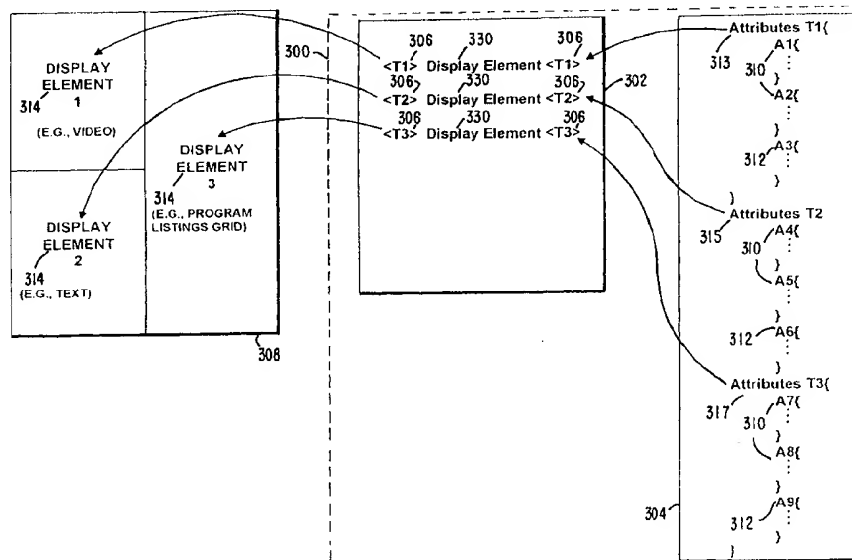 DISPLAY
ELEMENT
1
314
(E.G., VIDEO)
DISPLAY
ELEMENT
2
314
(E.G., TEXT)
DISPLAY
ELEMENT
3
314
(E.G., PROGRAM
LISTINGS GRID)
308
300
306 330 306
<T1> Display Element <T1>
306 330 306
<T2> Display Element <T2>
306 330 306
<T3> Display Element <T3>
302
Attributes T1{
313
A1{
310
}
A2{
}
A3{
312
}
}
Attributes T2
315
A4{
310
}
A5{
}
A6{
312
}
}
Attributes T3{
317
A7{
310
}
A8{
}
A9{
312
}
}
304